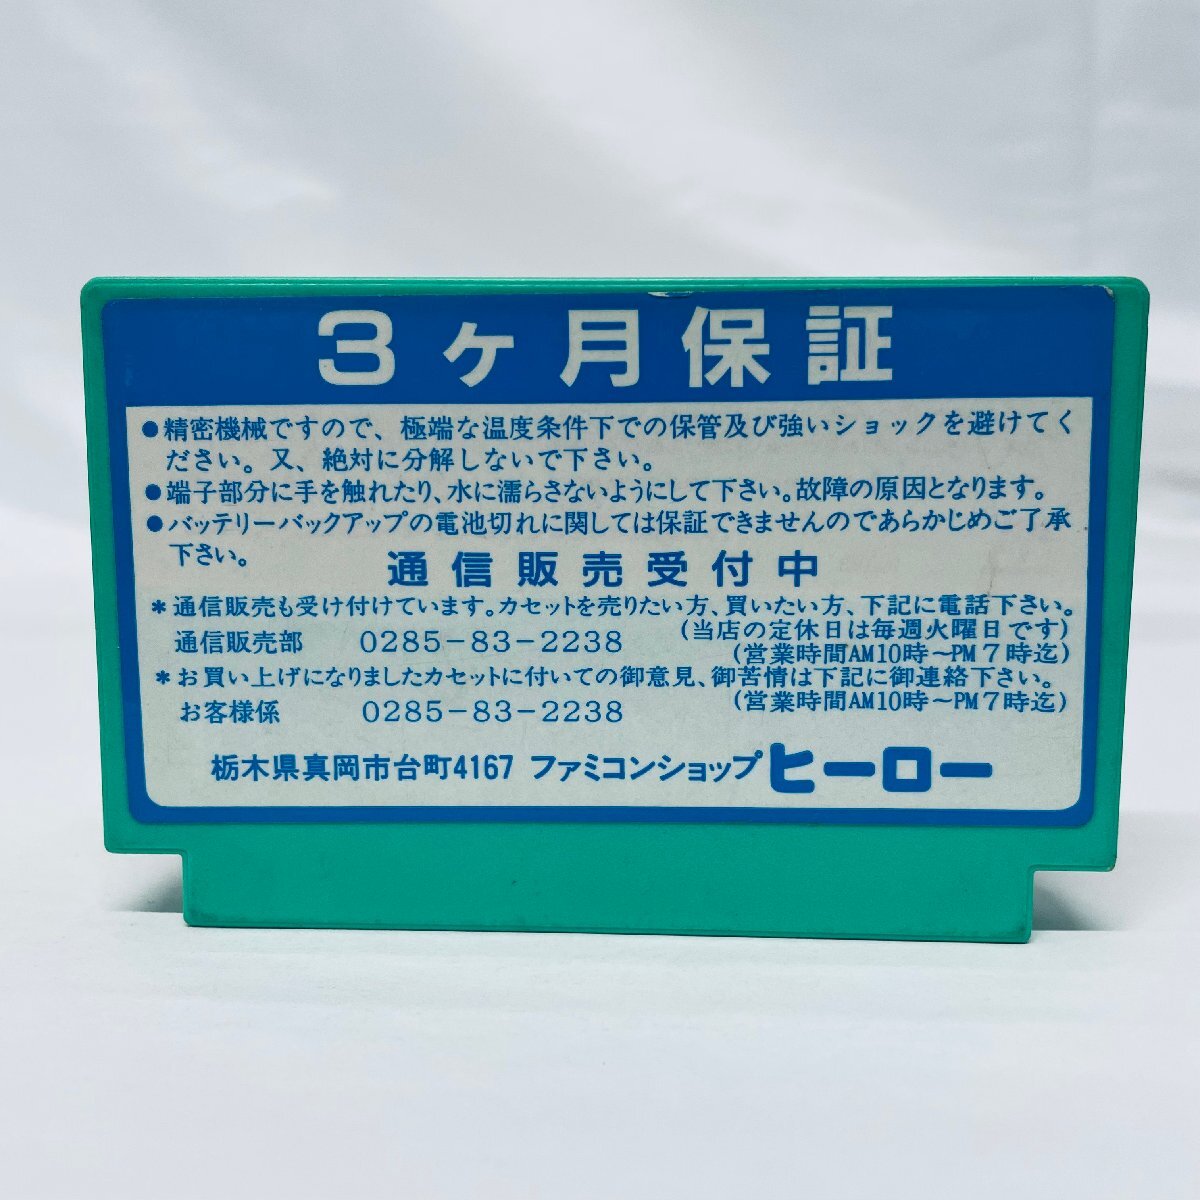 3ヶ月保証
●精密機械ですので、極端な温度条件下での保管及び強いショックを避けてく
ださい。又、絶対に分解しないで下さい。
●端子部分に手を触れたり、水に濡らさないようにして下さい。故障の原因となります。
●バッテリーバックアップの電池切れに関しては保証できませんのであらかじめご了承
下さい。
通信販売受付中
*通信販売も受け付けています。カセットを売りたい方、買いたい方、下記に電話下さい。
通信販売部 0285-83-2238 (当店の定休日は毎週火曜日です)
(営業時間AM10時～PM7時迄)
*お買い上げになりましたカセットに付いての御意見、御苦情は下記に御連絡下さい。
お客様係 0285-83-2238 (営業時間AM10時～PM7時迄)
栃木県真岡市台町4167 ファミコンショップヒーロー